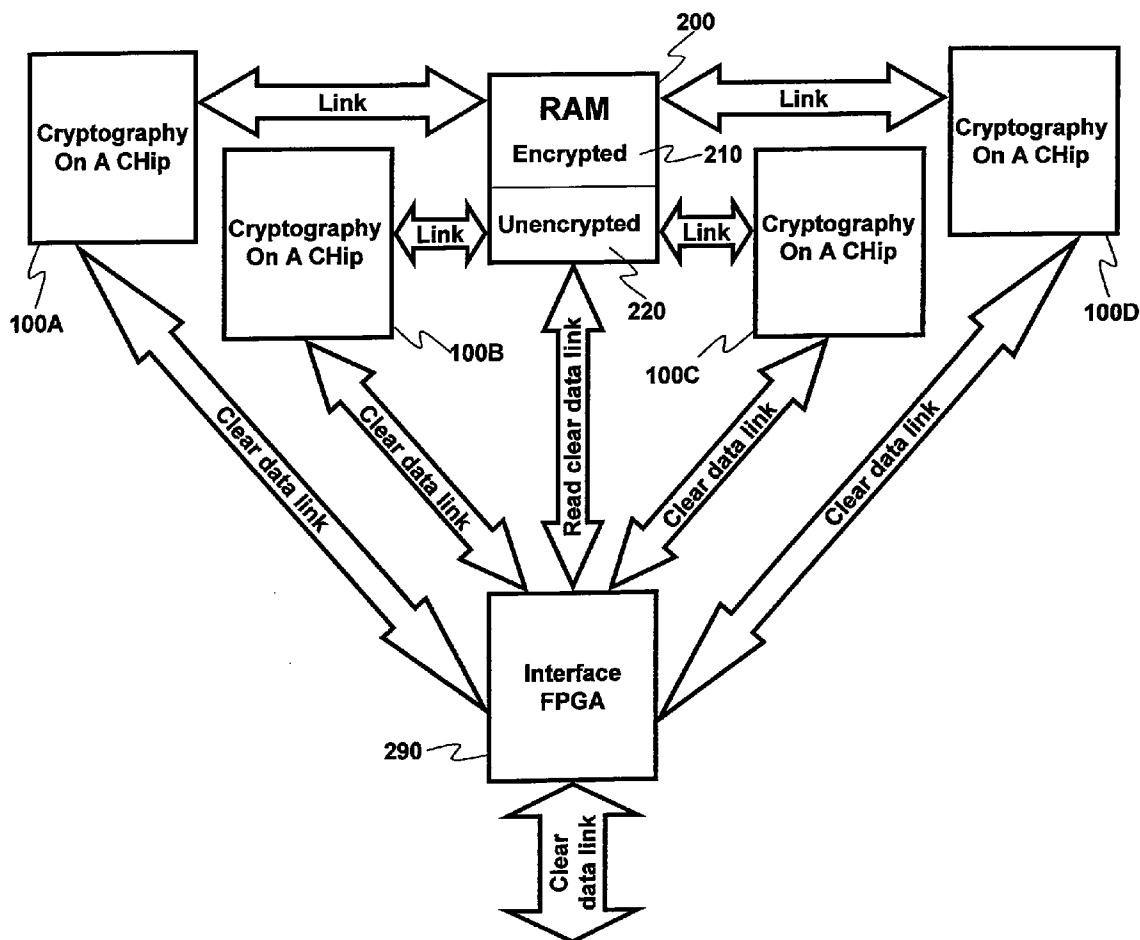 200
Cryptography
On A CHip
Link
RAM
Encrypted
210
Unencrypted
220
Link
Cryptography
On A CHip
100A
Cryptography
On A CHip
Link
100B
Link
Cryptography
On A CHip
100C
100D
Clear data link
Clear data link
Read clear data link
Clear data link
Clear data link
Interface
FPGA
290
Clear
data link